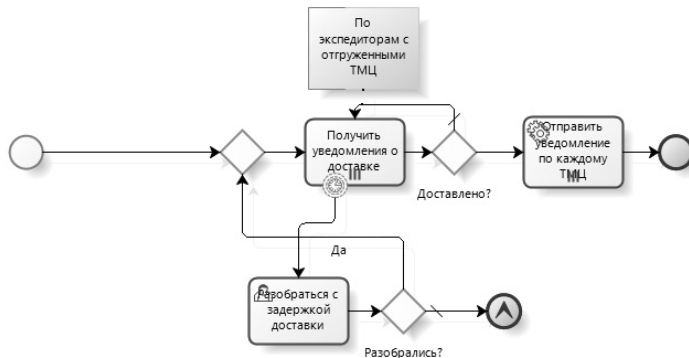 По
экспедиторам с
отгруженными
ТМЦ
Получить
уведомления о
доставке
Отправить
уведомление
по каждому
ТМЦ
Доставлено?
Да
Разобраться с
задержкой
доставки
Разобрались?